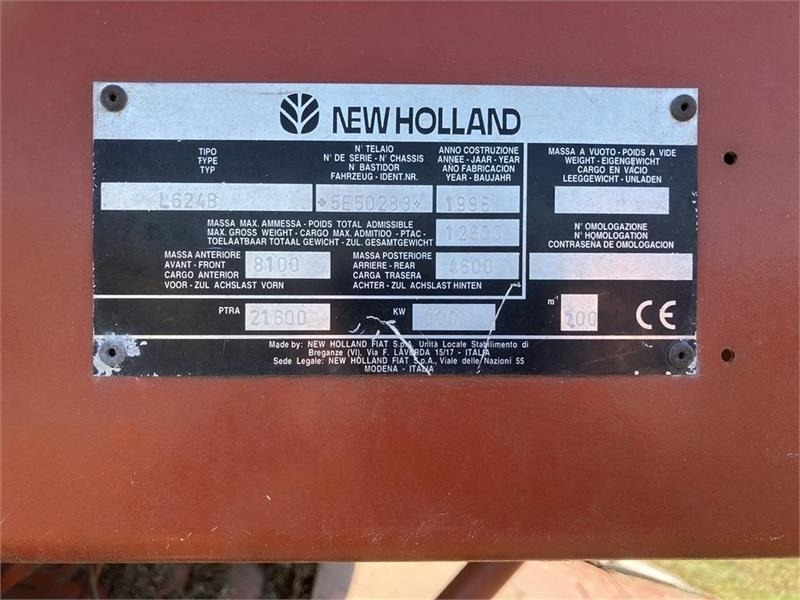 NEW HOLLAND
TIPO
TYPE
TYP
N° TELAIO
N° DE SERIE - N° CHASSIS
N° BASTIDOR
FAHRZEUG - IDENT.NR.
ANNO COSTRUZIONE
ANNEE - JAAR - YEAR
AÑO FABRICACION
YEAR - BAUJAHR
MASSA A VUOTO - POIDS A VIDE
WEIGHT - EIGENGEWICHT
CARGO EN VACIO
LEEGGEWICHT - UNLADEN
L624B
*5E50233*
1995
MASSA MAX. AMMESSA - POIDS TOTAL ADMISSIBLE
MAX. GROSS WEIGHT - CARGO MAX. ADMITIDO - PTAC -
TOELAATBAAR TOTAAL GEWICHT - ZUL. GESAMTGEWICHT
12600
N° OMOLOGAZIONE
N° HOMOLOGATION
CONTRASENA DE OMOLOGACION
MASSA ANTERIORE
AVANT - FRONT
CARGO ANTERIOR
VOOR - ZUL ACHSLAST VORN
8100
MASSA POSTERIORE
ARRIERE - REAR
CARGA TRASERA
ACHTER - ZUL ACHSLAST HINTEN
4600
PTRA
21600
KW
m⁻¹
200
CE
Made by: NEW HOLLAND FIAT S.p.A. Unità Locale Stabilimento di
Breganze (VI), Via F. LAVERDA 15/17 - ITALIA
Sede Legale: NEW HOLLAND FIAT S.p.A., Viale delle Nazioni 55
MODENA - ITALIA